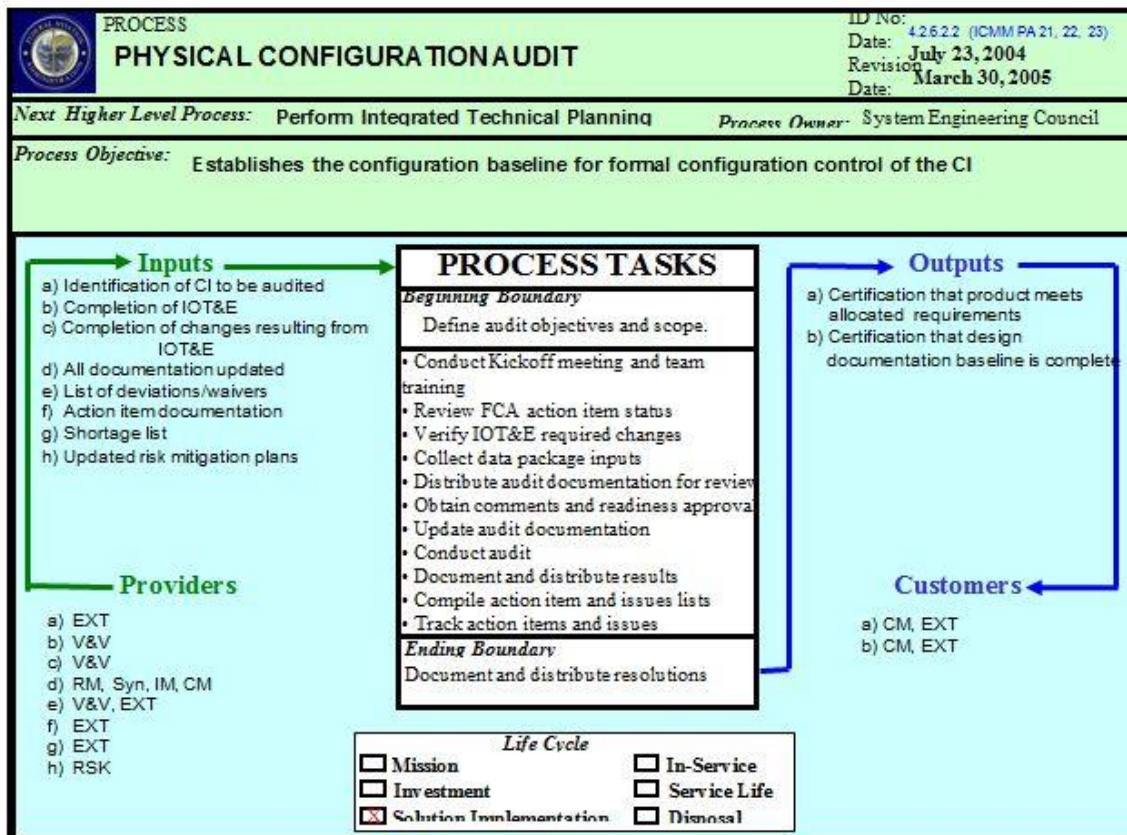 PROCESS
PHYSICAL CONFIGURATION AUDIT
ID No: 4.2.6.2.2 (ICMM PA 21, 22, 23)
Date: July 23, 2004
Revision
Date: March 30, 2005
Next Higher Level Process: Perform Integrated Technical Planning
Process Owner: System Engineering Council
Process Objective: Establishes the configuration baseline for formal configuration control of the CI
Inputs
a) Identification of CI to be audited
b) Completion of IOT&E
c) Completion of changes resulting from
IOT&E
d) All documentation updated
e) List of deviations/waivers
f) Action item documentation
g) Shortage list
h) Updated risk mitigation plans
Providers
a) EXT
b) V&V
c) V&V
d) RM, Syn, IM, CM
e) V&V, EXT
f) EXT
g) EXT
h) RSK
PROCESS TASKS
Beginning Boundary
Define audit objectives and scope.
• Conduct Kickoff meeting and team
training
• Review FCA action item status
• Verify IOT&E required changes
• Collect data package inputs
• Distribute audit documentation for review
• Obtain comments and readiness approval
• Update audit documentation
• Conduct audit
• Document and distribute results
• Compile action item and issues lists
• Track action items and issues
Ending Boundary
Document and distribute resolutions
Outputs
a) Certification that product meets
allocated requirements
b) Certification that design
documentation baseline is complete
Customers
a) CM, EXT
b) CM, EXT
Life Cycle
Mission
Investment
X Solution Implementation
In-Service
Service Life
Disposal